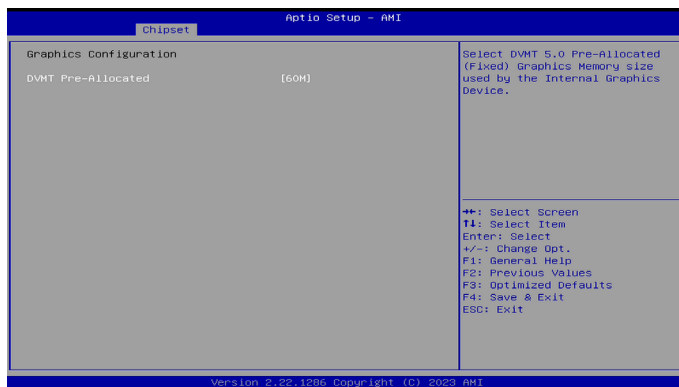 Aptio Setup - AMI
Chipset
Graphics Configuration
DVMT Pre-Allocated [60M]
Select DVMT 5.0 Pre-Allocated
(Fixed) Graphics Memory size
used by the Internal Graphics
Device.
→←: Select Screen
↑↓: Select Item
Enter: Select
+/-: Change Opt.
F1: General Help
F2: Previous Values
F3: Optimized Defaults
F4: Save & Exit
ESC: Exit
Version 2.22.1286 Copyright (C) 2023 AMI